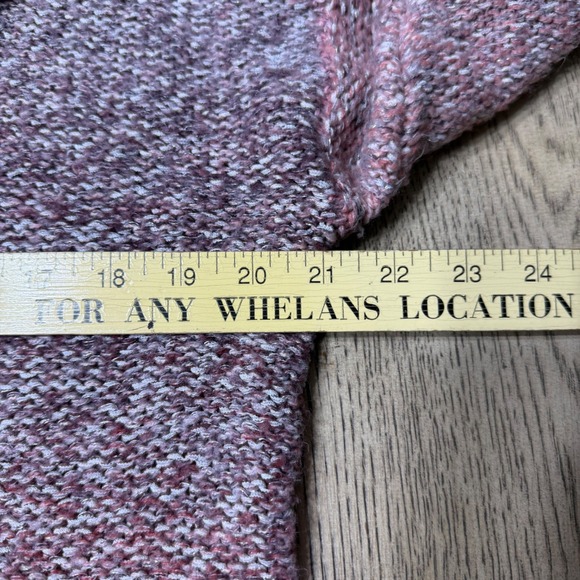 17 18 19 20 21 22 23 24
FOR ANY WHELANS LOCATION